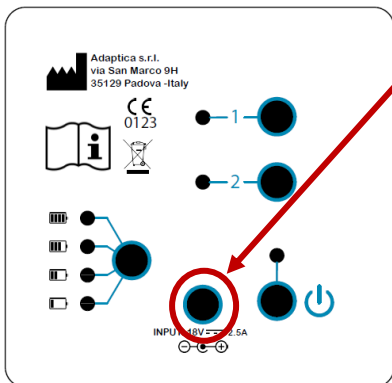 Adaptica s.r.l.
via San Marco 9H
35129 Padova -Italy
CE
0123
i
1
2
INPUT: 18V 2.5A